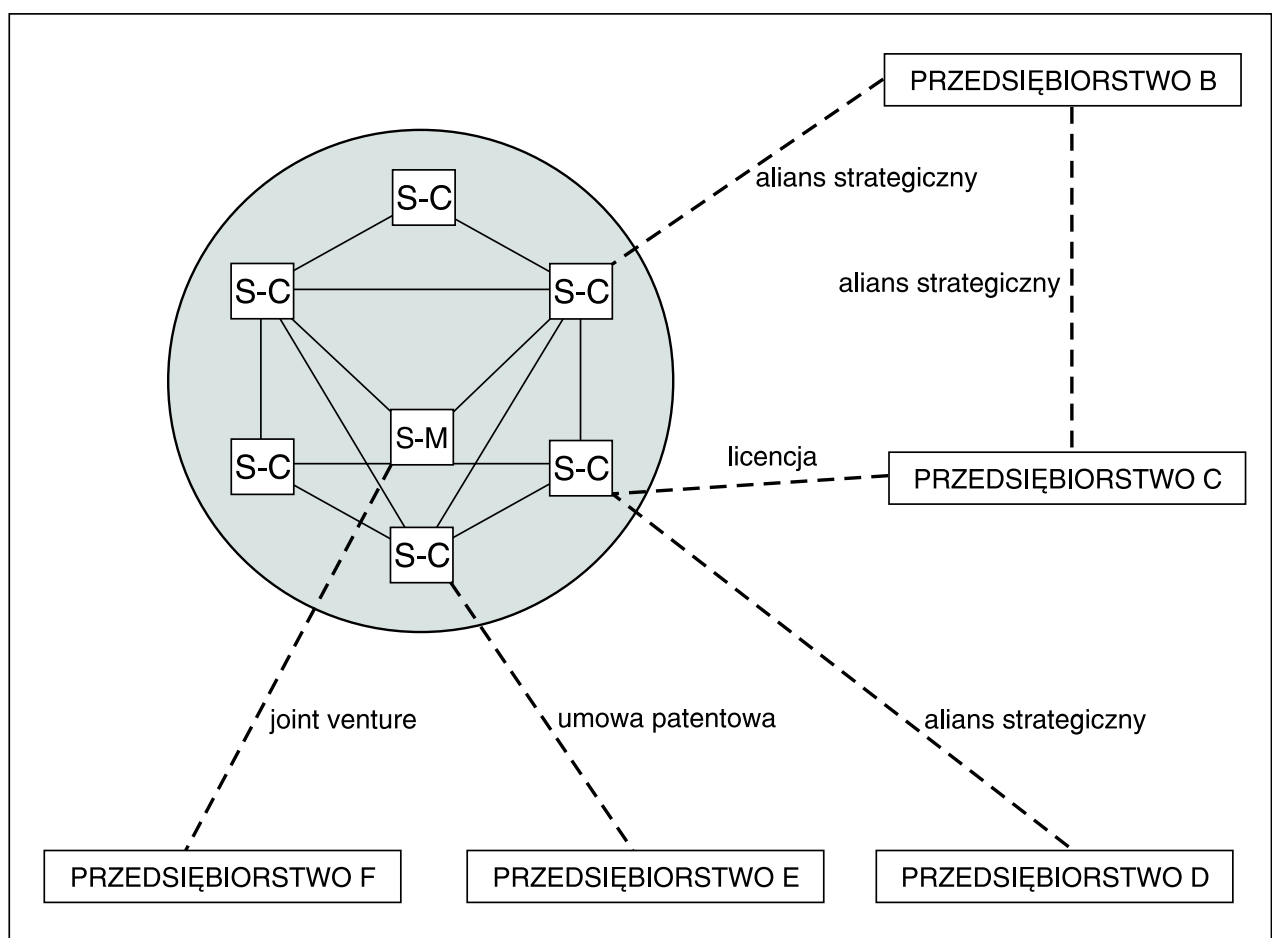 PRZEDSIĘBIORSTWO B
alians strategiczny
S-C
S-C
S-C
alians strategiczny
S-M
S-C
S-C
licencja
PRZEDSIĘBIORSTWO C
S-C
joint venture
umowa patentowa
alians strategiczny
PRZEDSIĘBIORSTWO F
PRZEDSIĘBIORSTWO E
PRZEDSIĘBIORSTWO D